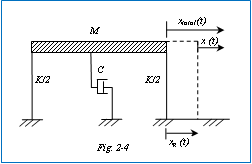 x_total (t)
M
x (t)
K/2
C
K/2
x_g (t)
Fig. 2-4